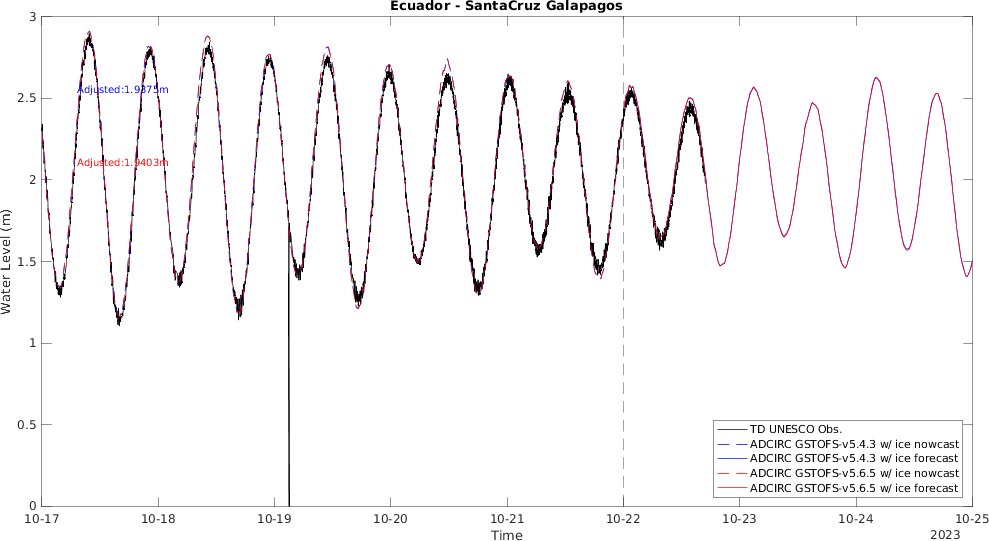 Ecuador - SantaCruz Galapagos
3
2.5
2
1.5
1
0.5
0
Water Level (m)
Adjusted:1.9375m
Adjusted:1.9403m
TD UNESCO Obs.
ADCIRC GSTOFS-v5.4.3 w/ ice nowcast
ADCIRC GSTOFS-v5.4.3 w/ ice forecast
ADCIRC GSTOFS-v5.6.5 w/ ice nowcast
ADCIRC GSTOFS-v5.6.5 w/ ice forecast
10-17 10-18 10-19 10-20 10-21 10-22 10-23 10-24 10-25
Time
2023